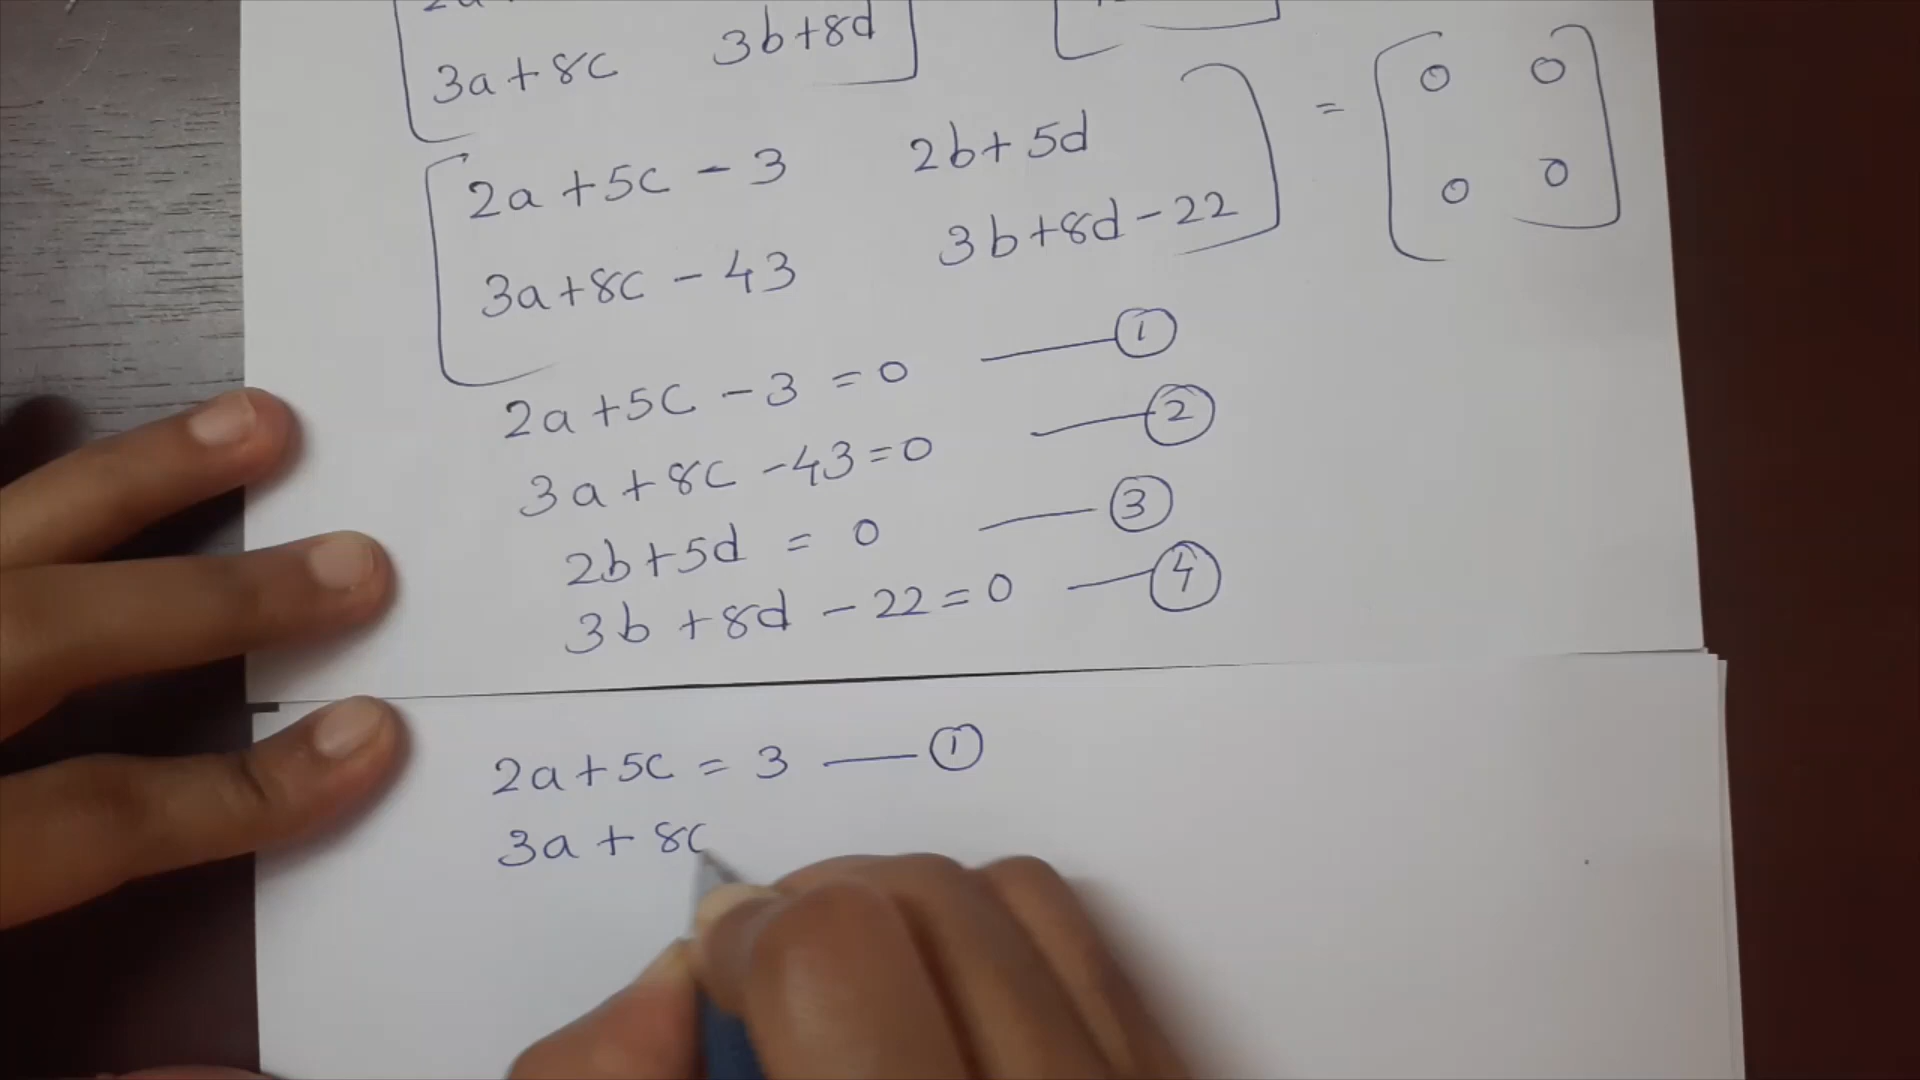 3a + 8c 3b+8d
2a + 5c - 3 2b + 5d = 0 0
3a + 8c - 43 3b + 8d - 22 0 0
2a + 5c - 3 = 0 —— 1
3a + 8c - 43 = 0 —— 2
2b + 5d = 0 —— 3
3b + 8d - 22 = 0 —— 4
2a + 5c = 3 —— 1
3a + 8c